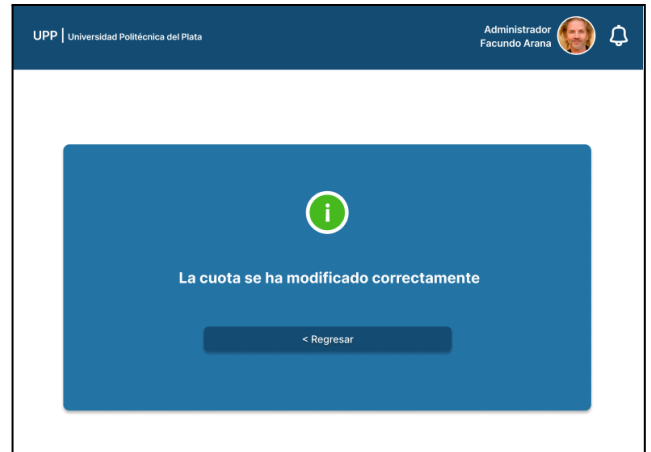 UPP | Universidad Politécnica del Plata
Administrador
Facundo Arana
i
La cuota se ha modificado correctamente
< Regresar